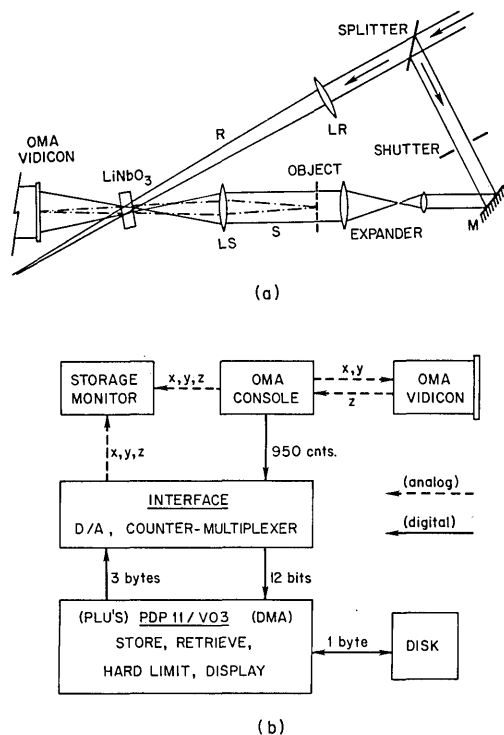 SPLITTER
OMA
VIDICON
LiNbO3
R
LR
OBJECT
SHUTTER
LS
S
EXPANDER
M
(a)
STORAGE
MONITOR
x,y,z
OMA
CONSOLE
x,y
z
OMA
VIDICON
x,y,z
950 cnts.
INTERFACE
D/A, COUNTER-MULTIPLEXER
(analog)
(digital)
3 bytes
12 bits
(PLU'S) PDP 11/VO3 (DMA)
STORE, RETRIEVE,
HARD LIMIT, DISPLAY
1 byte
DISK
(b)